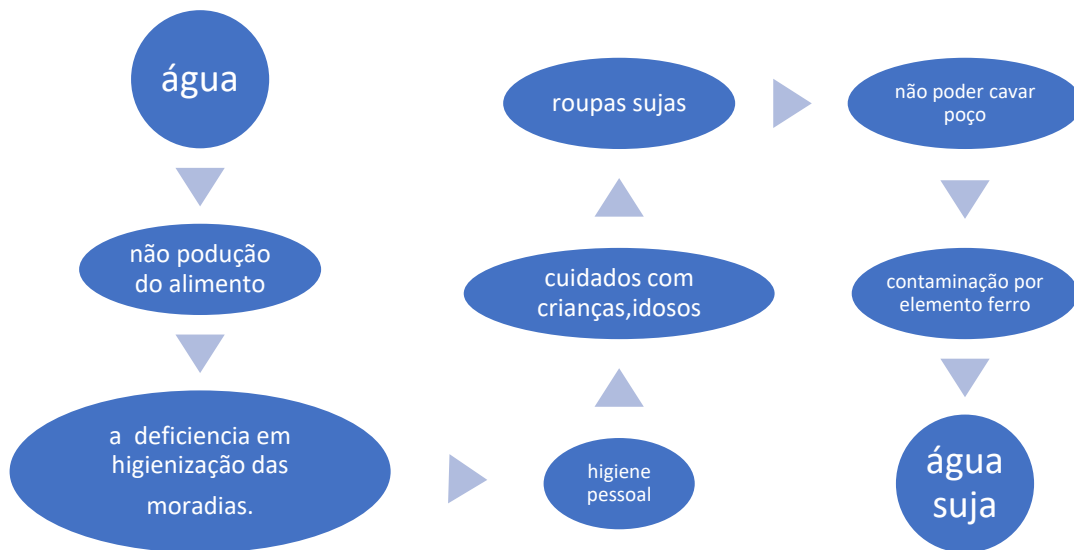 água
não podução
do alimento
a  deficiencia em
higienização das
moradias.
higiene
pessoal
cuidados com
crianças,idosos
roupas sujas
não poder cavar
poço
contaminação por
elemento ferro
água
suja